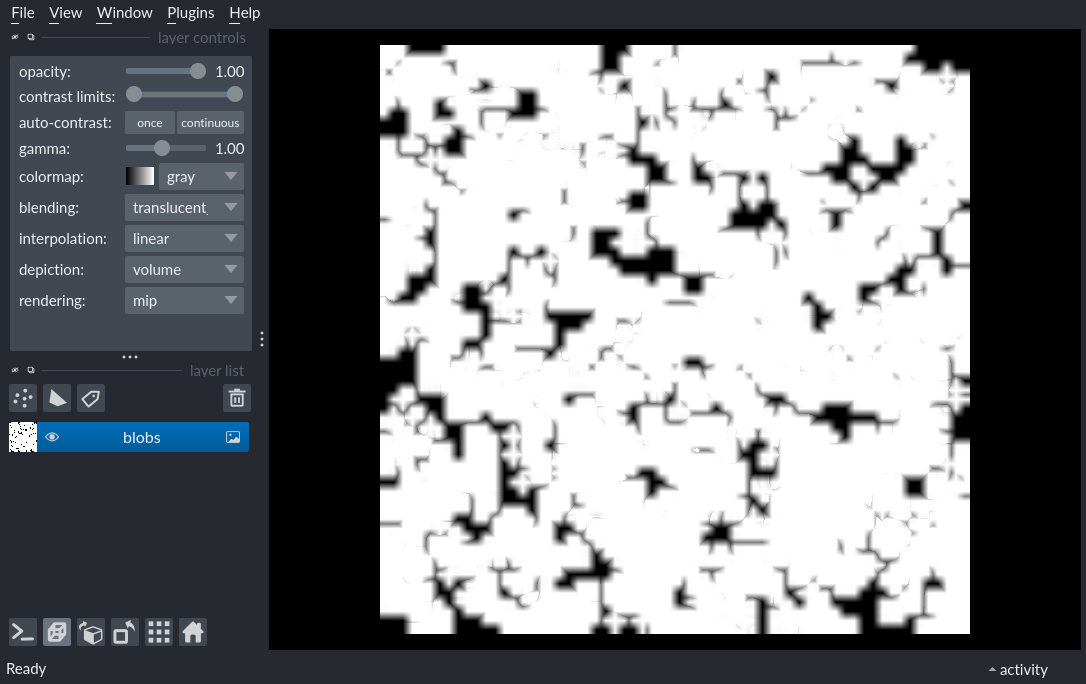 File View Window Plugins Help
layer controls
opacity: 1.00
contrast limits:
auto-contrast: once continuous
gamma: 1.00
colormap: gray
blending: translucent
interpolation: linear
depiction: volume
rendering: mip
layer list
blobs
Ready
activity